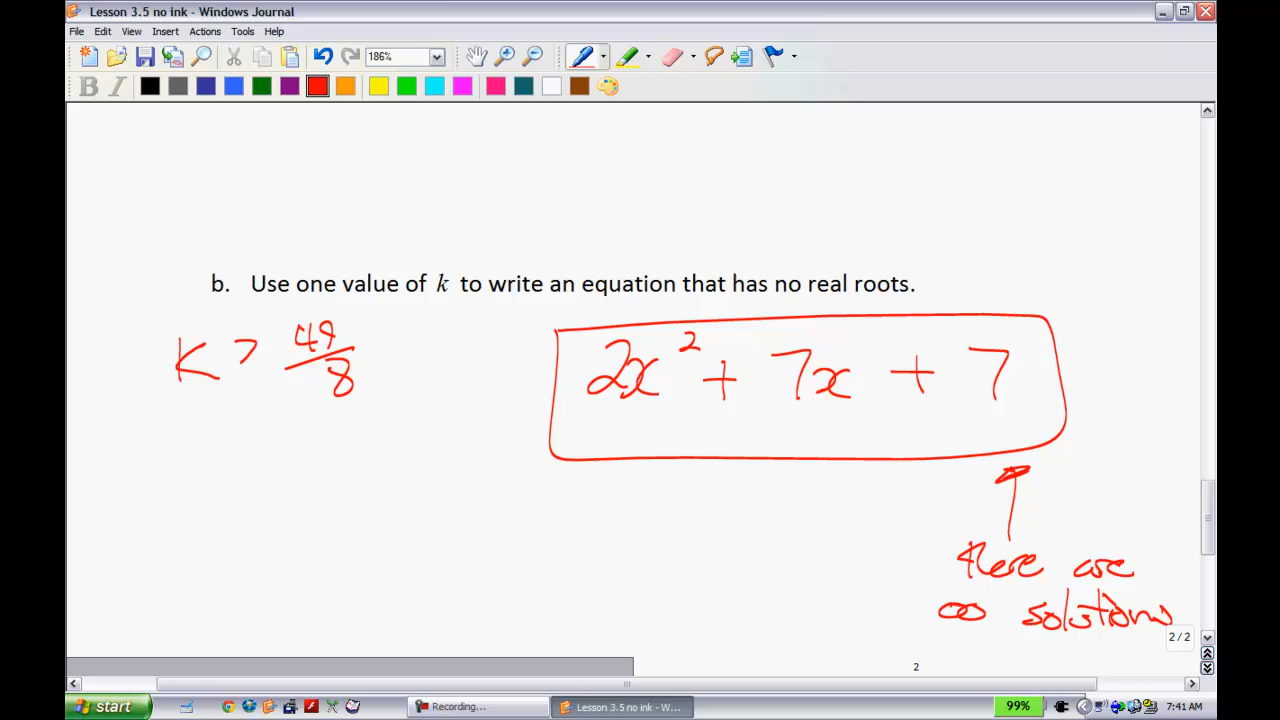 Lesson 3.5 no ink - Windows Journal
File Edit View Insert Actions Tools Help
186%
B I
b. Use one value of k to write an equation that has no real roots.
K > 49/8
2x² + 7x + 7
there are
∞ solutions
2 / 2
2
start
Recording...
Lesson 3.5 no ink - W...
99%
7:41 AM